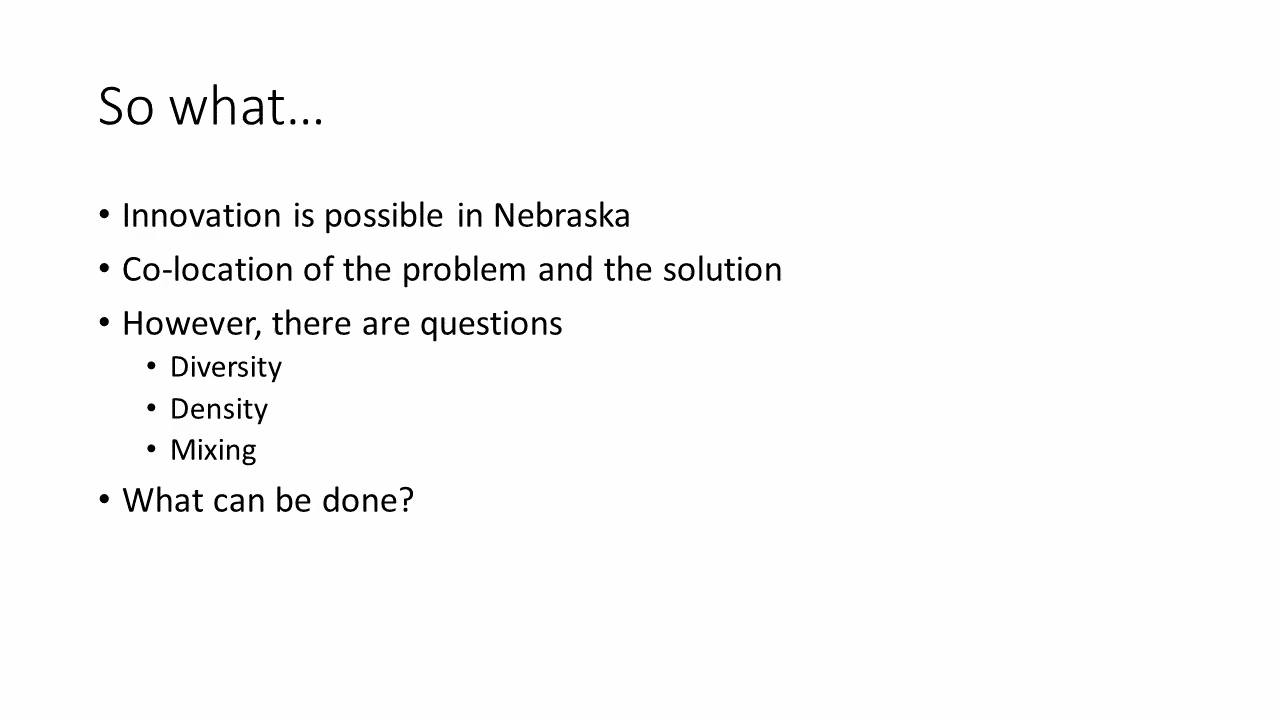 So what...
• Innovation is possible in Nebraska
• Co-location of the problem and the solution
• However, there are questions
• Diversity
• Density
• Mixing
• What can be done?